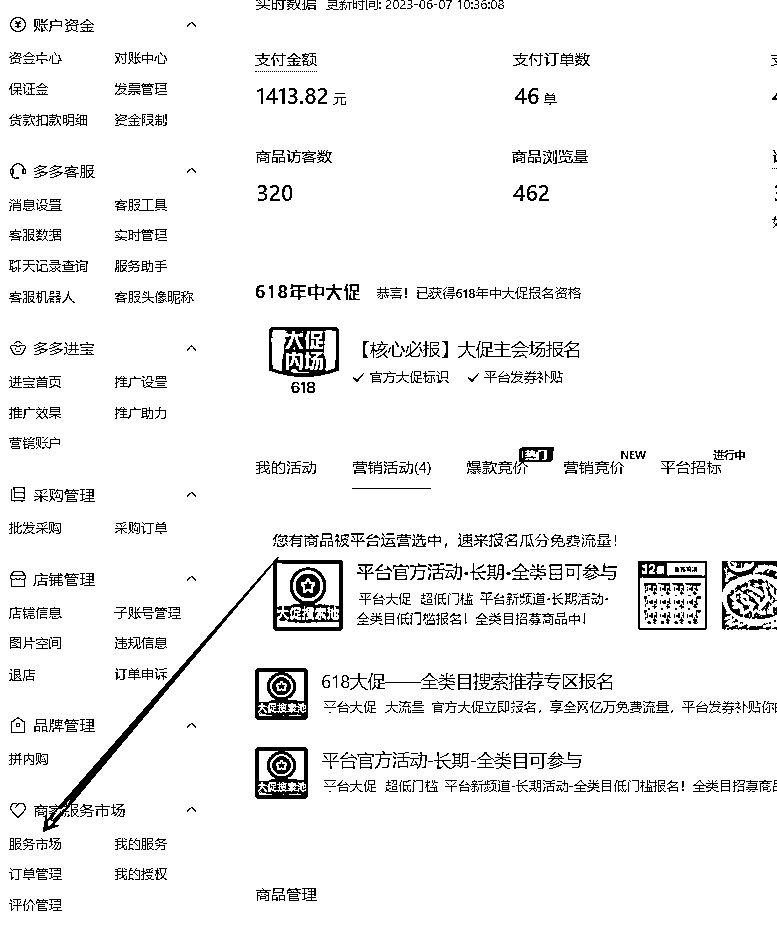 账户资金
资金中心 对账中心
保证金 发票管理
货款扣款明细 资金限制
多多客服
消息设置 客服工具
客服数据 实时管理
聊天记录查询 服务助手
客服机器人 客服头像昵称
多多进宝
进宝首页 推广设置
推广效果 推广助力
营销账户
采购管理
批发采购 采购订单
店铺管理
店铺信息 子账号管理
图片空间 违规信息
退店 订单申诉
品牌管理
拼内购
商家服务市场
服务市场 我的服务
订单管理 我的授权
评价管理
实时数据 更新时间: 2023-06-07 10:36:08
支付金额 支付订单数
1413.82 元 46 单
商品访客数 商品浏览量
320 462
618年中大促 恭喜！已获得618年中大促报名资格
大促
内场
618
【核心必报】大促主会场报名
官方大促标识 平台发券补贴
我的活动 营销活动(4) 爆款竞价 热门 营销竞价 NEW 平台招标 进行中
您有商品被平台运营选中，速来报名瓜分免费流量！
大促搜索池
平台官方活动-长期-全类目可参与
平台大促 超低门槛 平台新频道-长期活动-
全类目低门槛报名！全类目招募商品中！
大促搜索池
618大促——全类目搜索推荐专区报名
平台大促 大流量 官方大促立即报名，享全网亿万免费流量，平台发券补贴你
大促搜索池
平台官方活动-长期-全类目可参与
平台大促 超低门槛 平台新频道-长期活动-全类目低门槛报名！全类目招募商品
商品管理